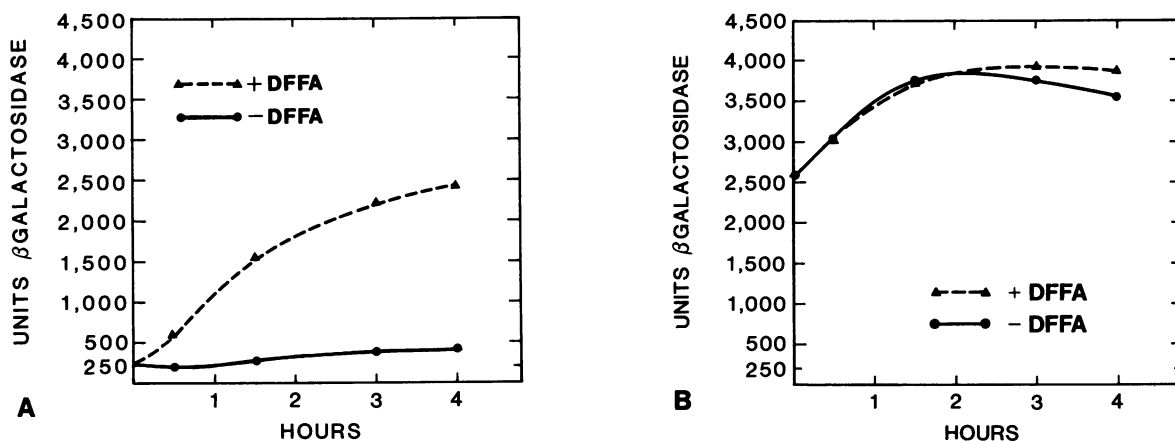 UNITS βGALACTOSIDASE
4,500
4,000
3,500
3,000
2,500
2,000
1,500
1,000
500
250
+ DFFA
− DFFA
1 2 3 4
HOURS
A
UNITS βGALACTOSIDASE
4,500
4,000
3,500
3,000
2,500
2,000
1,500
1,000
500
250
+ DFFA
− DFFA
1 2 3 4
HOURS
B